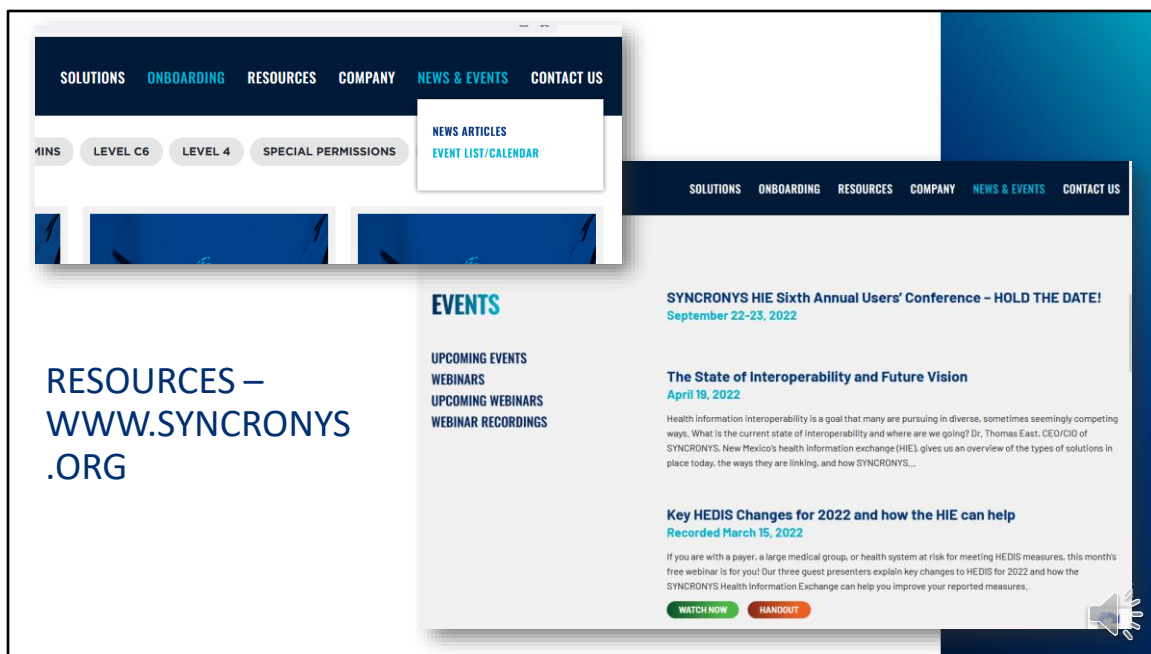 SOLUTIONS ONBOARDING RESOURCES COMPANY NEWS & EVENTS CONTACT US
NEWS ARTICLES
EVENT LIST/CALENDAR
LEVEL C6 LEVEL 4 SPECIAL PERMISSIONS
SOLUTIONS ONBOARDING RESOURCES COMPANY NEWS & EVENTS CONTACT US
EVENTS
UPCOMING EVENTS
WEBINARS
UPCOMING WEBINARS
WEBINAR RECORDINGS
SYNCRONYS HIE Sixth Annual Users' Conference – HOLD THE DATE!
September 22-23, 2022
The State of Interoperability and Future Vision
April 19, 2022
Health information interoperability is a goal that many are pursuing in diverse, sometimes seemingly competing
ways. What is the current state of interoperability and where are we going? Dr. Thomas East, CEO/CIO of
SYNCRONYS, New Mexico's health information exchange (HIE), gives us an overview of the types of solutions in
place today, the ways they are linking, and how SYNCRONYS...
Key HEDIS Changes for 2022 and how the HIE can help
Recorded March 15, 2022
If you are with a payer, a large medical group, or health system at risk for meeting HEDIS measures, this month's
free webinar is for you! Our three guest presenters explain key changes to HEDIS for 2022 and how the
SYNCRONYS Health Information Exchange can help you improve your reported measures.
WATCH NOW HANDOUT
RESOURCES –
WWW.SYNCRONYS
.ORG